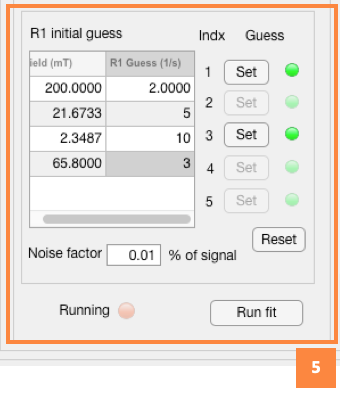 R1 initial guess Indx Guess
ield (mT) R1 Guess (1/s)
200.0000 2.0000 1 Set
21.6733 5 2 Set
2.3487 10 3 Set
65.8000 3 4 Set
5 Set
Reset
Noise factor 0.01 % of signal
Running Run fit
5